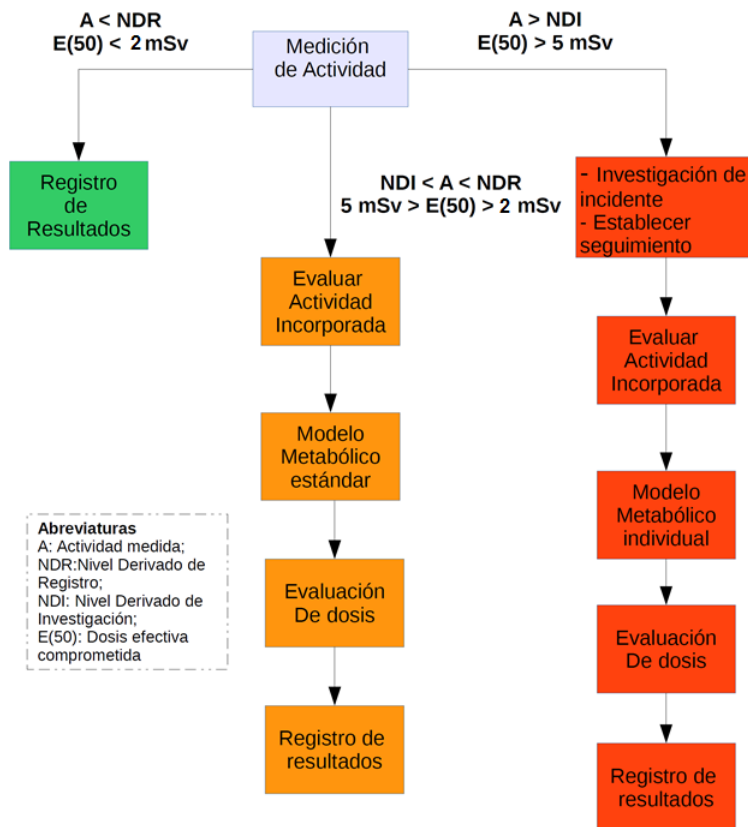 A < NDR
E(50) < 2 mSv
Medición
de Actividad
A > NDI
E(50) > 5 mSv
Registro
de
Resultados
NDI < A < NDR
5 mSv > E(50) > 2 mSv
- Investigación de
incidente
- Establecer
seguimiento
Evaluar
Actividad
Incorporada
Evaluar
Actividad
Incorporada
Modelo
Metabólico
estándar
Modelo
Metabólico
individual
Abreviaturas
A: Actividad medida;
NDR:Nivel Derivado de
Registro;
NDI: Nivel Derivado de
Investigación;
E(50): Dosis efectiva
comprometida
Evaluación
De dosis
Evaluación
De dosis
Registro de
resultados
Registro de
resultados